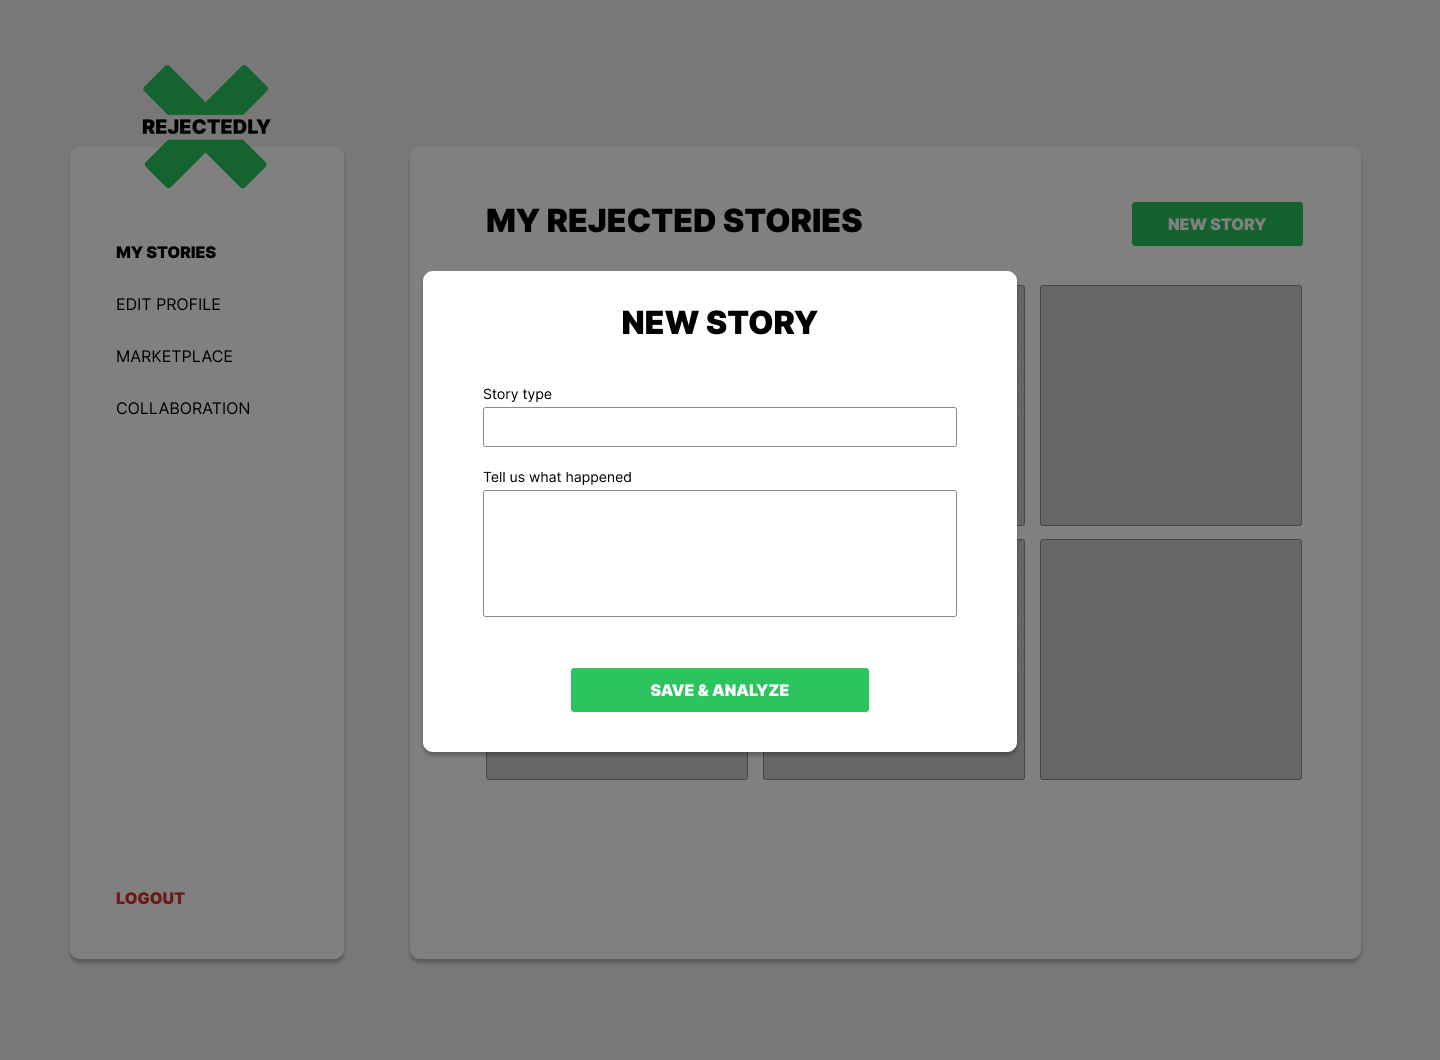 REJECTEDLY
MY STORIES
EDIT PROFILE
MARKETPLACE
COLLABORATION
LOGOUT
MY REJECTED STORIES
NEW STORY
NEW STORY
Story type
Tell us what happened
SAVE & ANALYZE